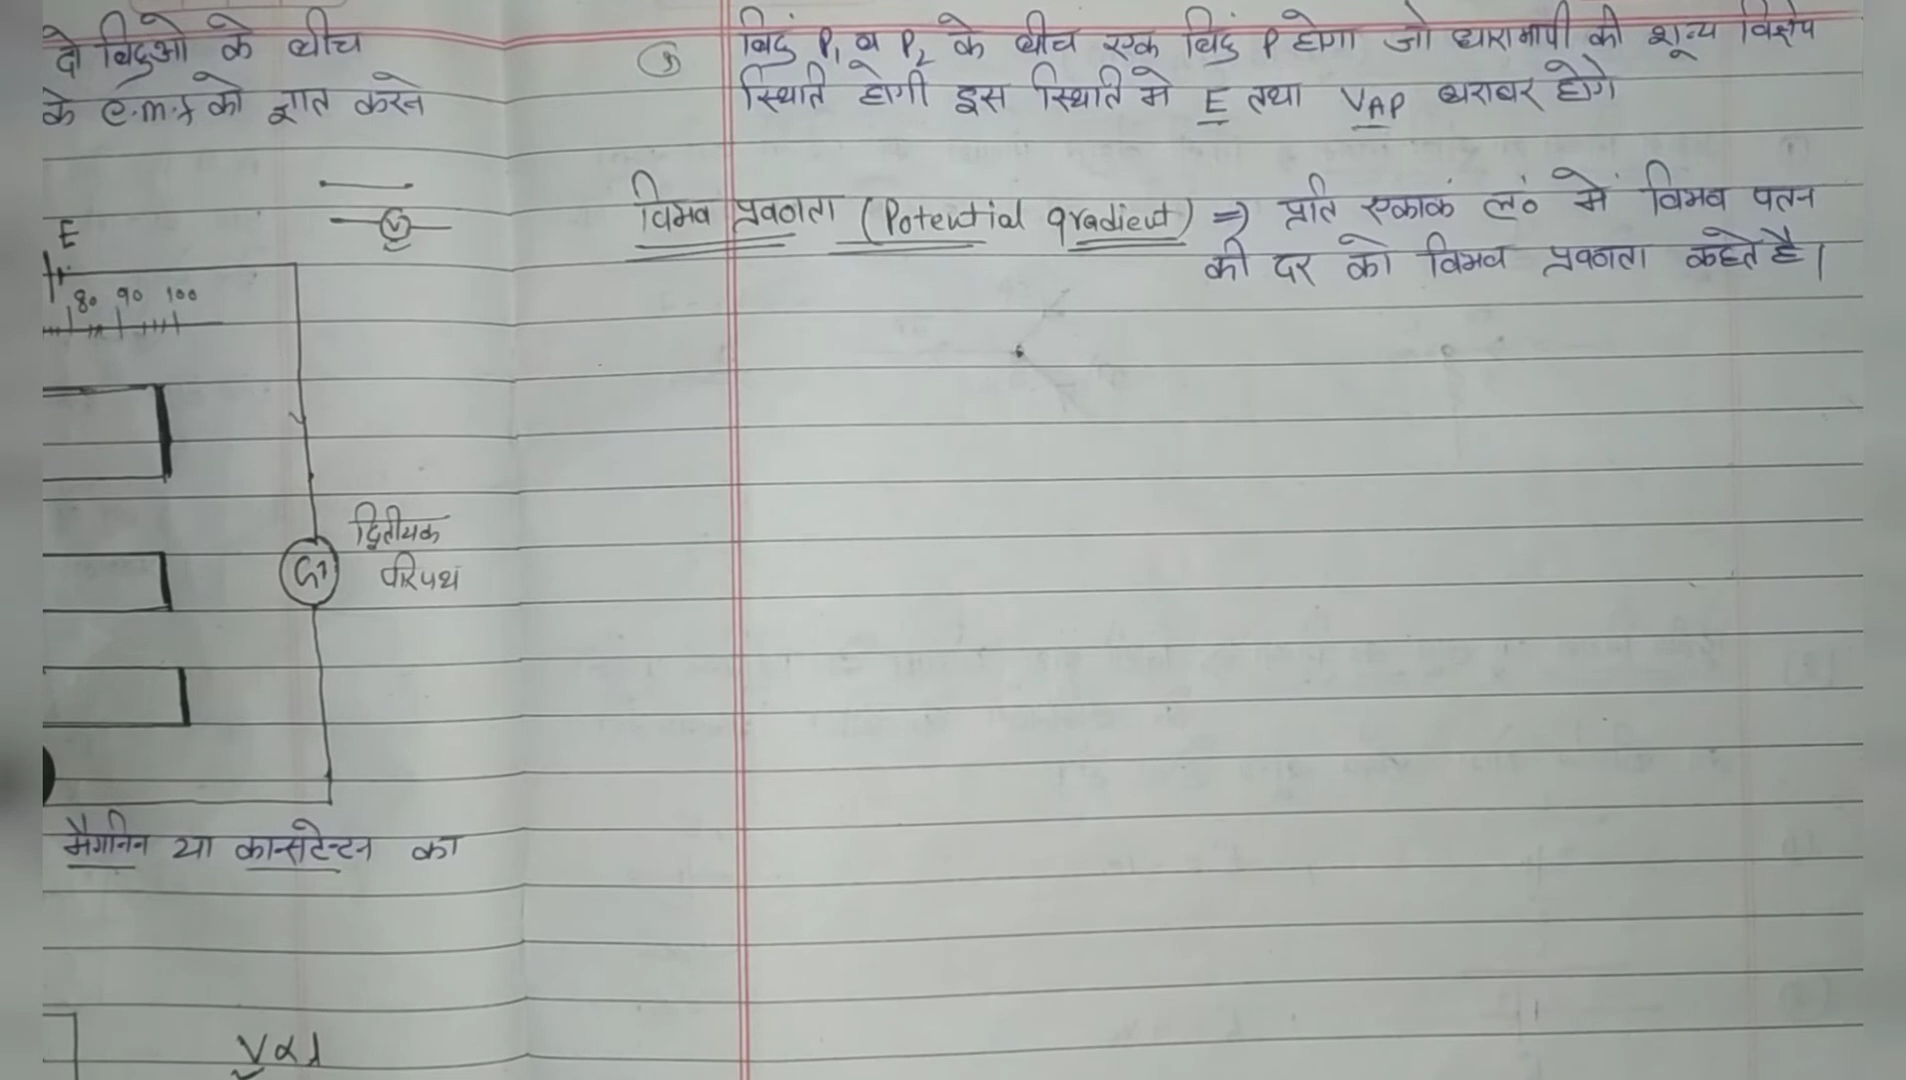 दो बिदुओ के बीच
के e.m.f को ज्ञात करने
E
80 90 100
V
द्वितीयक
G
परिपथ
मैगनिन या कान्सटेन्टन का
V α l
⑤ बिदुं P₁ व P₂ के बीच एक बिदुं P होगा जो धारामापी की शून्य विक्षेप
स्थिति होगी इस स्थिति मे E तथा VAP बराबर होगे
विभव प्रवणता (Potential gradient) ⇒ प्रति एकाकं लं० में विभव पतन
की दर को विभव प्रवणता कहते है।